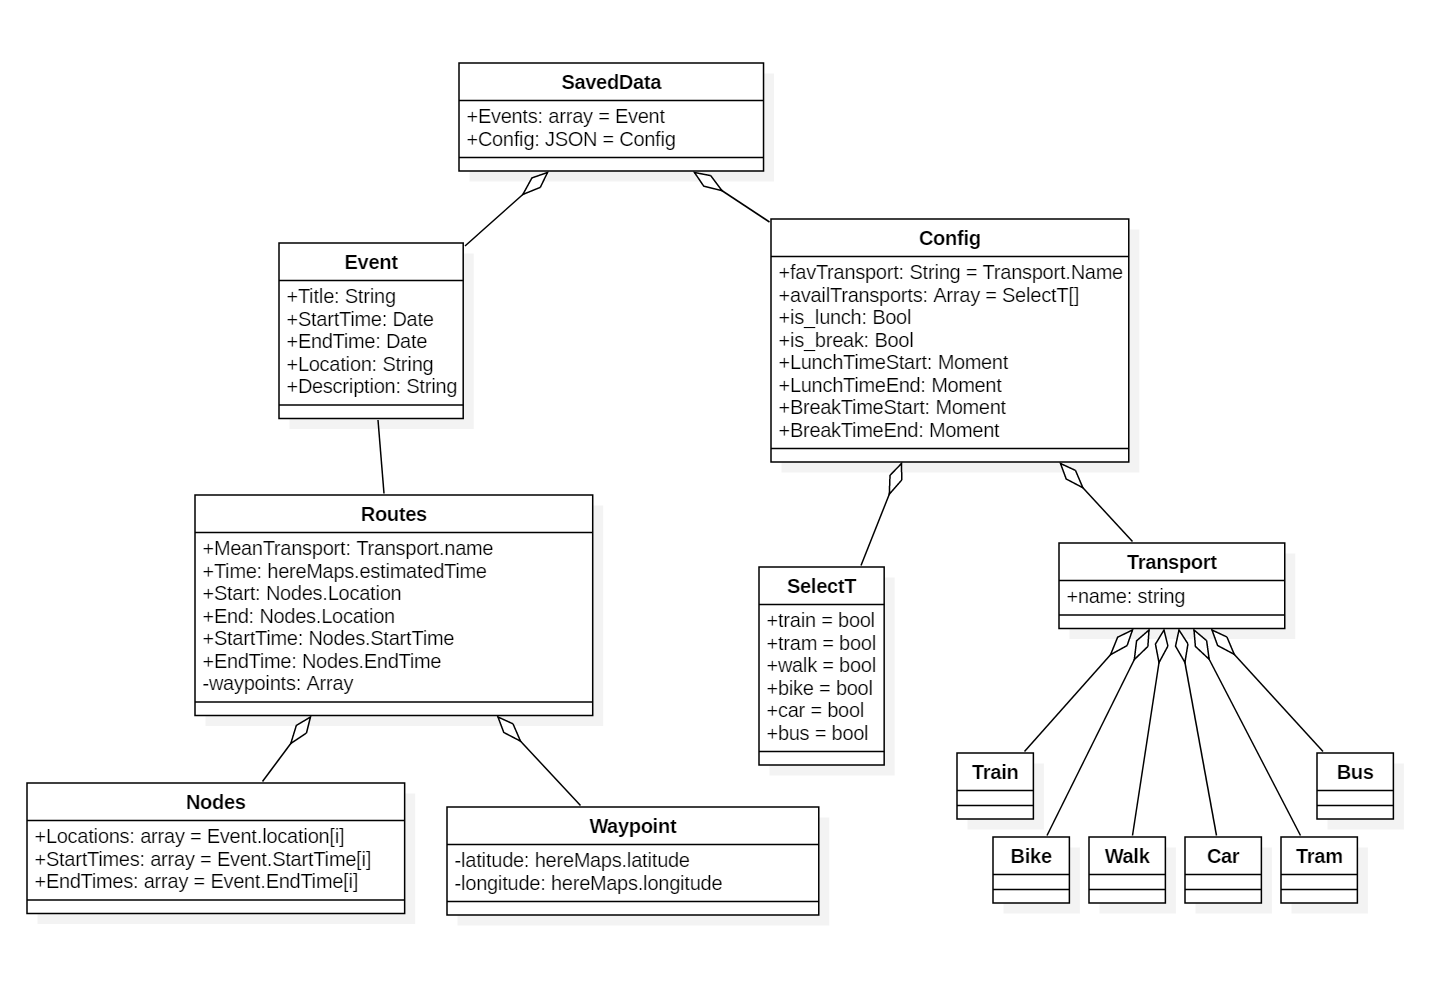 SavedData
+Events: array = Event
+Config: JSON = Config
Event
+Title: String
+StartTime: Date
+EndTime: Date
+Location: String
+Description: String
Config
+favTransport: String = Transport.Name
+availTransports: Array = SelectT[]
+is_lunch: Bool
+is_break: Bool
+LunchTimeStart: Moment
+LunchTimeEnd: Moment
+BreakTimeStart: Moment
+BreakTimeEnd: Moment
Routes
+MeanTransport: Transport.name
+Time: hereMaps.estimatedTime
+Start: Nodes.Location
+End: Nodes.Location
+StartTime: Nodes.StartTime
+EndTime: Nodes.EndTime
-waypoints: Array
SelectT
+train = bool
+tram = bool
+walk = bool
+bike = bool
+car = bool
+bus = bool
Transport
+name: string
Nodes
+Locations: array = Event.location[i]
+StartTimes: array = Event.StartTime[i]
+EndTimes: array = Event.EndTime[i]
Waypoint
-latitude: hereMaps.latitude
-longitude: hereMaps.longitude
Train
Bus
Bike
Walk
Car
Tram